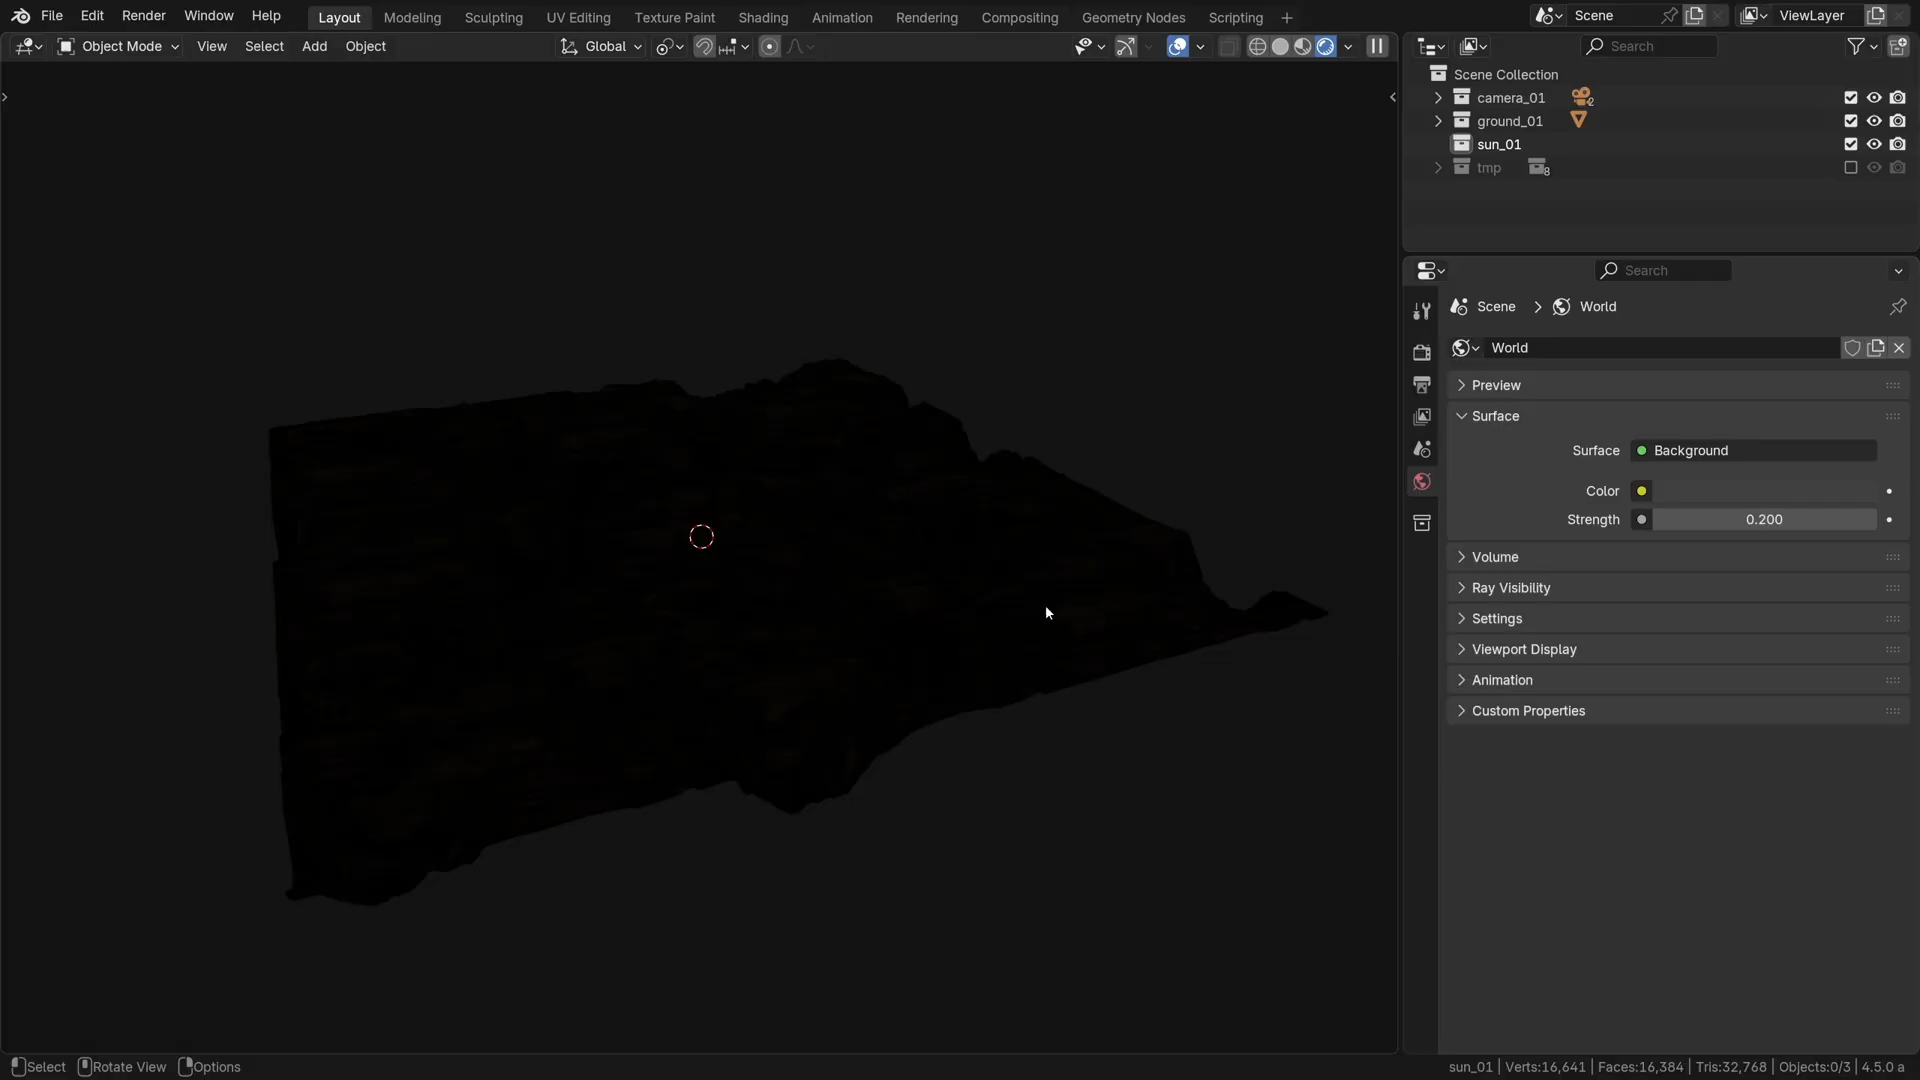 File Edit Render Window Help Layout Modeling Sculpting UV Editing Texture Paint Shading Animation Rendering Compositing Geometry Nodes Scripting + Scene ViewLayer
Object Mode View Select Add Object Global Search
Scene Collection
camera_01 2
ground_01
sun_01
tmp 8
Search
Scene World
World
Preview
Surface
Surface Background
Color
Strength 0.200
Volume
Ray Visibility
Settings
Viewport Display
Animation
Custom Properties
Select Rotate View Options sun_01 | Verts:16,641 | Faces:16,384 | Tris:32,768 | Objects:0/3 | 4.5.0 a